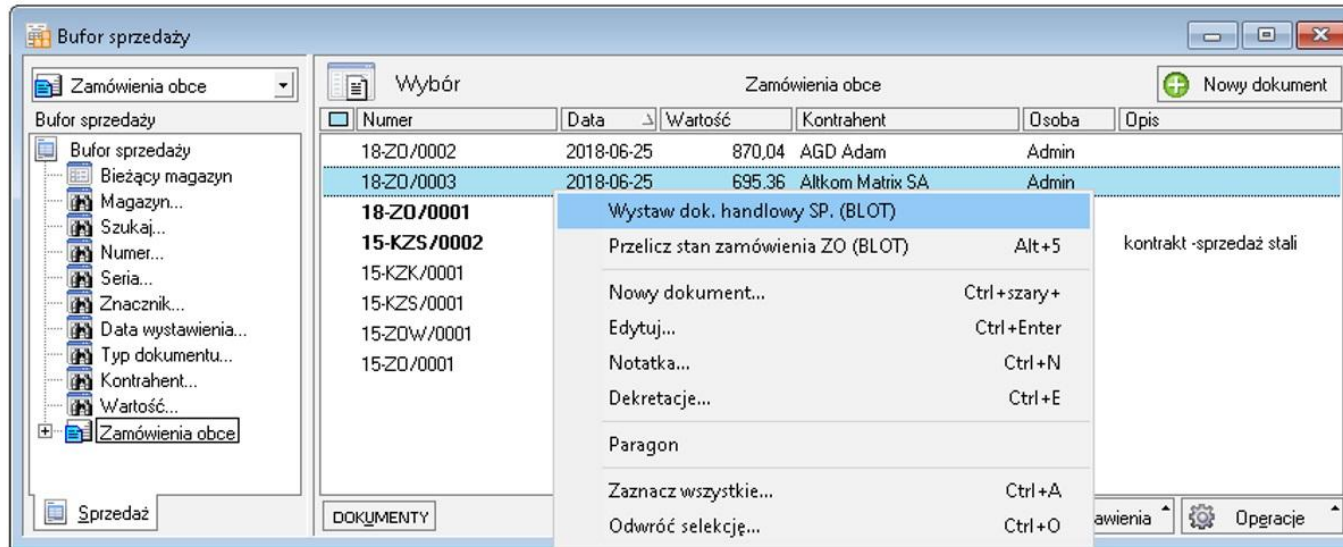 Bufor sprzedaży
Zamówienia obce
Bufor sprzedaży
Bufor sprzedaży
Bieżący magazyn
Magazyn...
Szukaj...
Numer...
Seria...
Znacznik...
Data wystawienia...
Typ dokumentu...
Kontrahent...
Wartość...
Zamówienia obce
Sprzedaż
Wybór Zamówienia obce Nowy dokument
Numer Data Wartość Kontrahent Osoba Opis
18-ZO/0002 2018-06-25 870,04 AGD Adam Admin
18-ZO/0003 2018-06-25 695.36 Altkom Matrix SA Admin
18-ZO/0001
15-KZS/0002 kontrakt -sprzedaż stali
15-KZK/0001
15-KZS/0001
15-ZOW/0001
15-ZO/0001
Wystaw dok. handlowy SP. (BLOT)
Przelicz stan zamówienia ZO (BLOT) Alt+5
Nowy dokument... Ctrl+szary+
Edytuj... Ctrl+Enter
Notatka... Ctrl+N
Dekretacje... Ctrl+E
Paragon
Zaznacz wszystkie... Ctrl+A
Odwróć selekcję... Ctrl+O
DOKUMENTY awienia Operacje